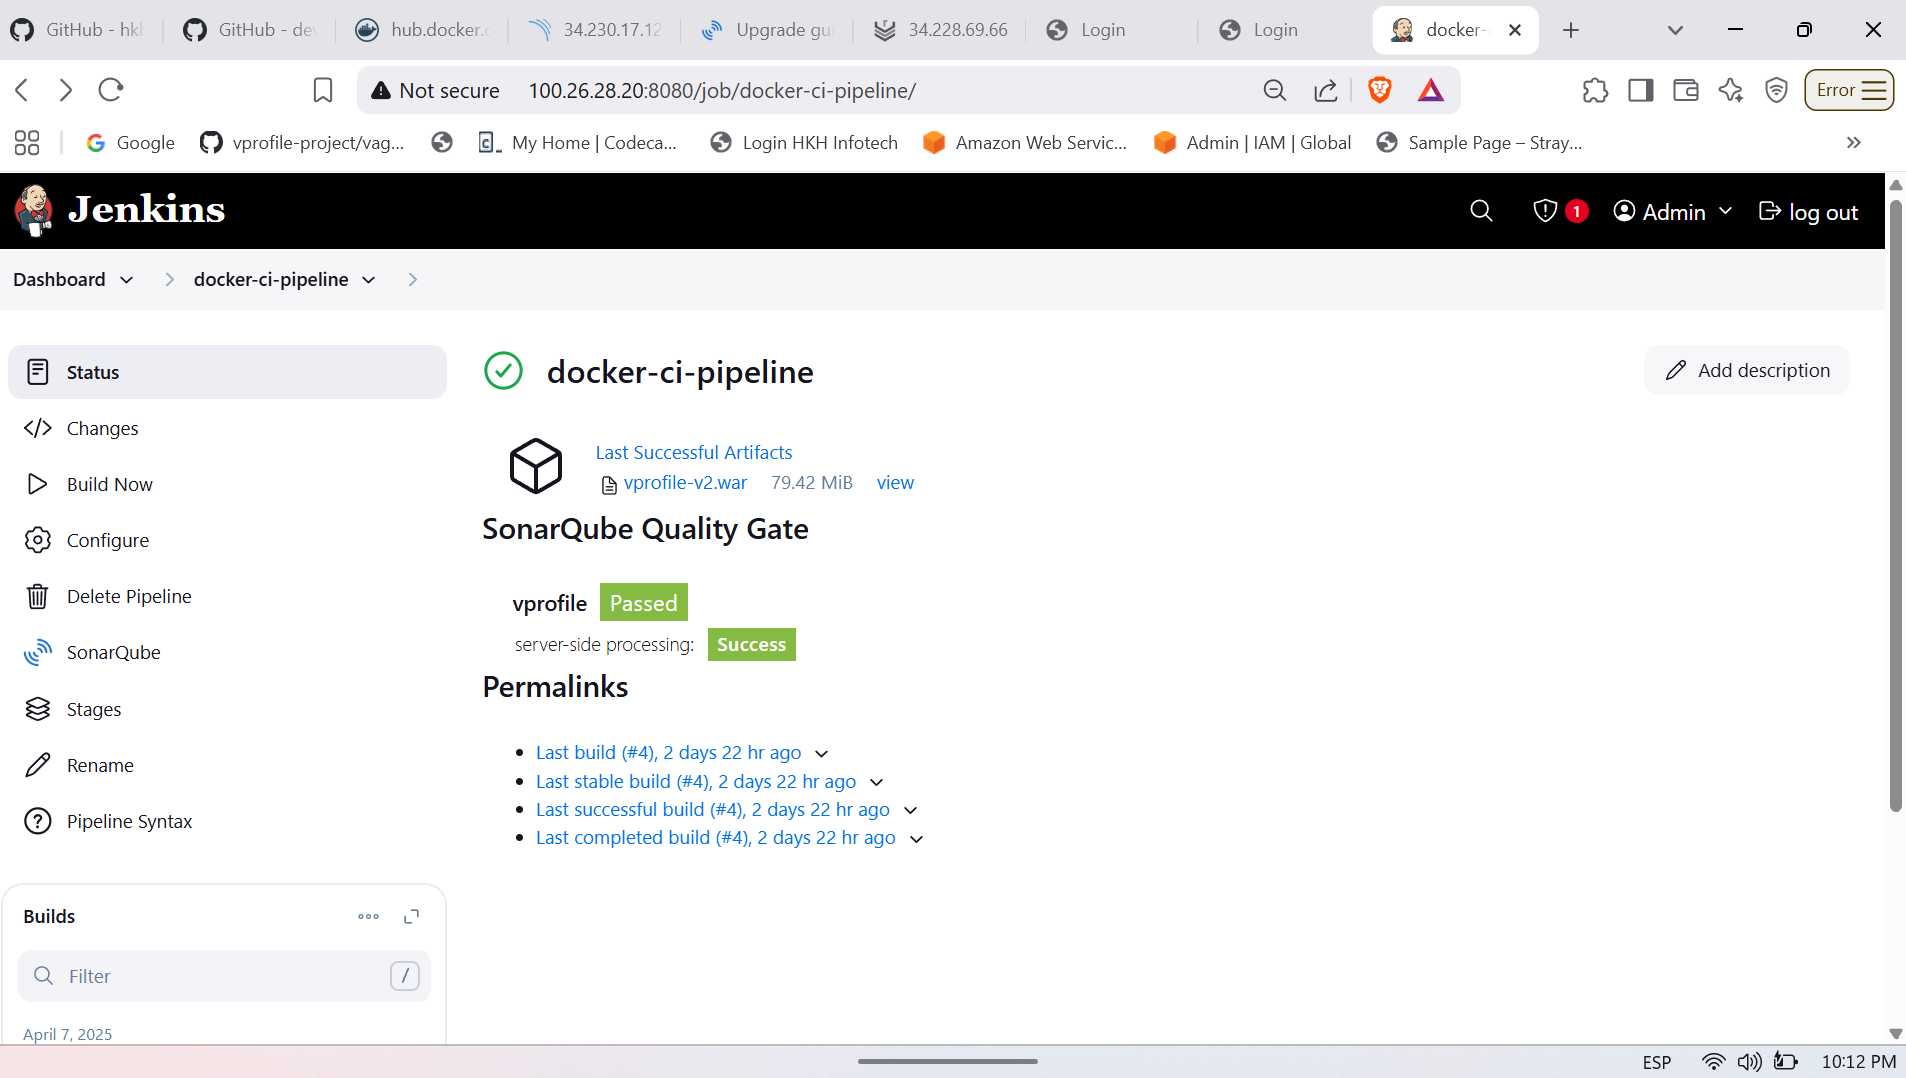 GitHub - hkh
GitHub - dev
hub.docker.c
34.230.17.12
Upgrade gui
34.228.69.66
Login
Login
docker-
Not secure 100.26.28.20:8080/job/docker-ci-pipeline/
Error
Google
vprofile-project/vag...
My Home | Codeca...
Login HKH Infotech
Amazon Web Servic...
Admin | IAM | Global
Sample Page – Stray...
Jenkins
1
Admin
log out
Dashboard
docker-ci-pipeline
Status
Changes
Build Now
Configure
Delete Pipeline
SonarQube
Stages
Rename
Pipeline Syntax
Builds
Filter
/
April 7, 2025
docker-ci-pipeline
Add description
Last Successful Artifacts
vprofile-v2.war 79.42 MiB view
SonarQube Quality Gate
vprofile Passed
server-side processing: Success
Permalinks
Last build (#4), 2 days 22 hr ago
Last stable build (#4), 2 days 22 hr ago
Last successful build (#4), 2 days 22 hr ago
Last completed build (#4), 2 days 22 hr ago
ESP
10:12 PM